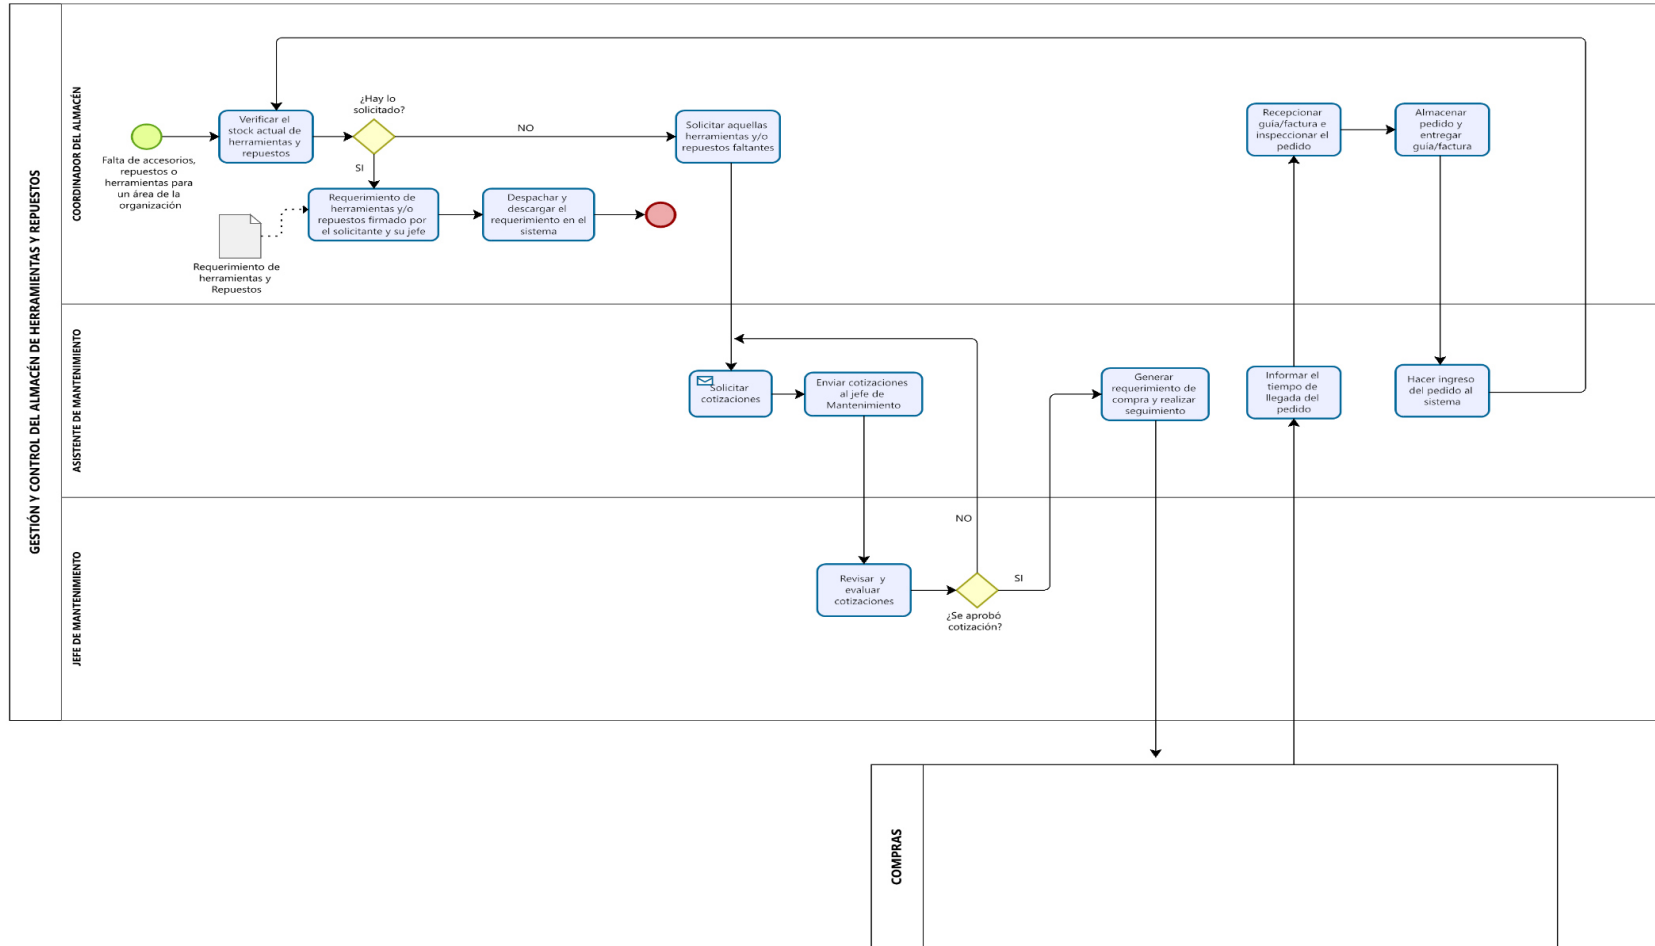 GESTIÓN Y CONTROL DEL ALMACÉN DE HERRAMIENTAS Y REPUESTOS
COORDINADOR DEL ALMACÉN
Falta de accesorios,
repuestos o
herramientas para
un área de la
organización
Verificar el
stock actual de
herramientas y
repuestos
¿Hay lo
solicitado?
NO
SI
Solicitar aquellas
herramientas y/o
repuestos faltantes
Requerimiento de
herramientas y/o
repuestos firmado por
el solicitante y su jefe
Despachar y
descargar el
requerimiento en el
sistema
Requerimiento de
herramientas y
Repuestos
Recepcionar
guía/factura e
inspeccionar el
pedido
Almacenar
pedido y
entregar
guia/factura
ASISTENTE DE MANTENIMIENTO
Solicitar
cotizaciones
Enviar cotizaciones
al jefe de
Mantenimiento
Generar
requerimiento de
compra y realizar
seguimiento
Informar el
tiempo de
llegada del
pedido
Hacer ingreso
del pedido al
sistema
JEFE DE MANTENIMIENTO
Revisar y
evaluar
cotizaciones
NO
SI
¿Se aprobó
cotización?
COMPRAS